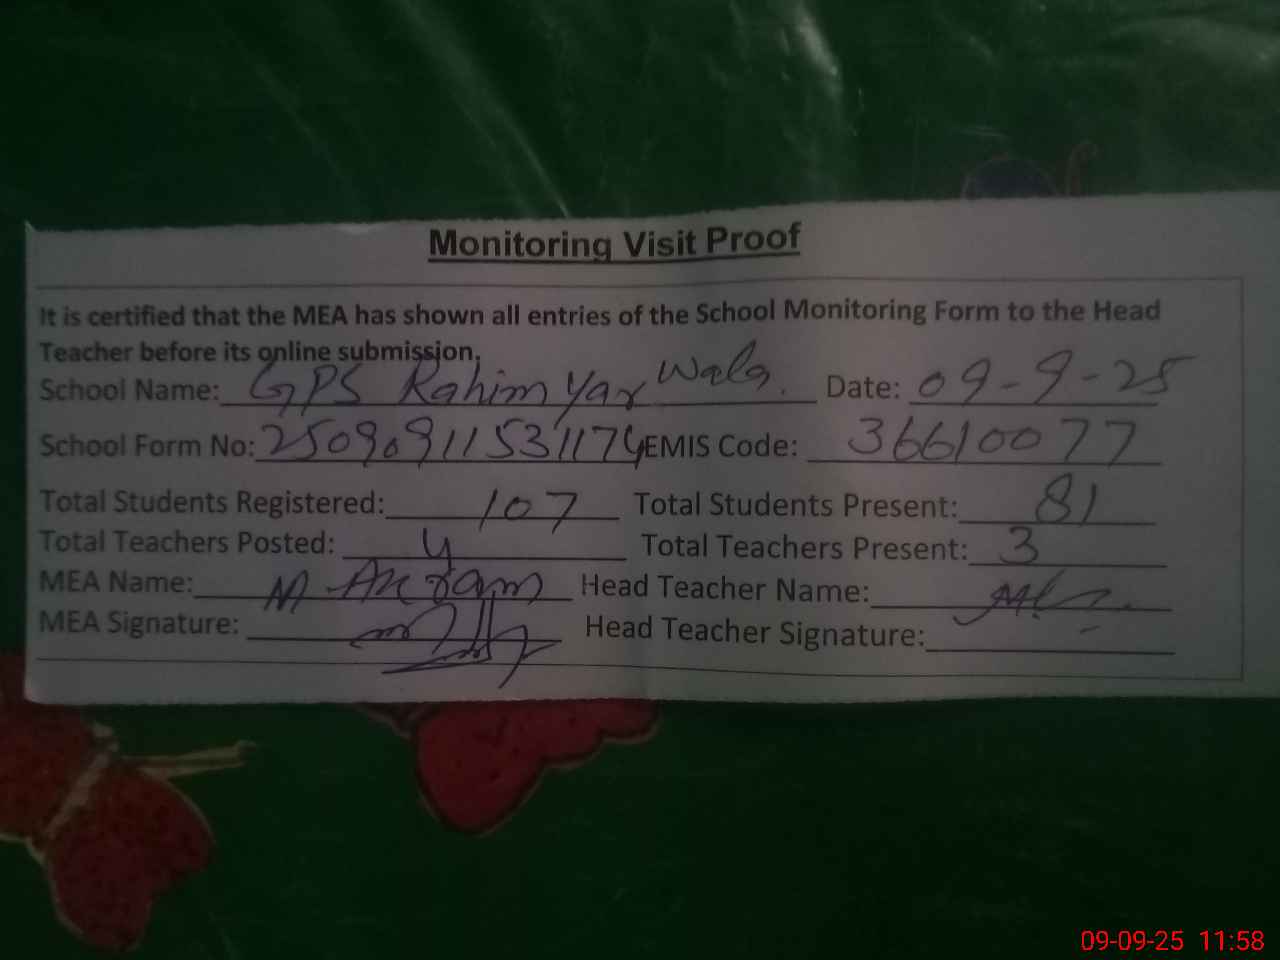 Monitoring Visit Proof
It is certified that the MEA has shown all entries of the School Monitoring Form to the Head
Teacher before its online submission.
School Name: GPS Rahim Yar Wala. Date: 09-9-25
School Form No: 25090911531174 EMIS Code: 36610077
Total Students Registered: 107 Total Students Present: 81
Total Teachers Posted: 4 Total Teachers Present: 3
MEA Name: M Akram Head Teacher Name:
MEA Signature: Head Teacher Signature:
09-09-25 11:58